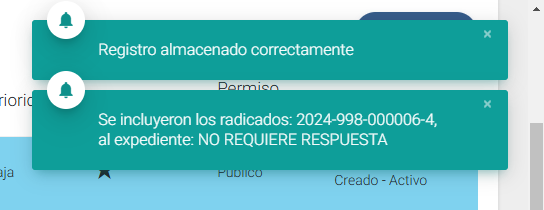 Registro almacenado correctamente
×
Permiso
Se incluyeron los radicados: 2024-998-000006-4,
al expediente: NO REQUIERE RESPUESTA
×
Público
Creado - Activo